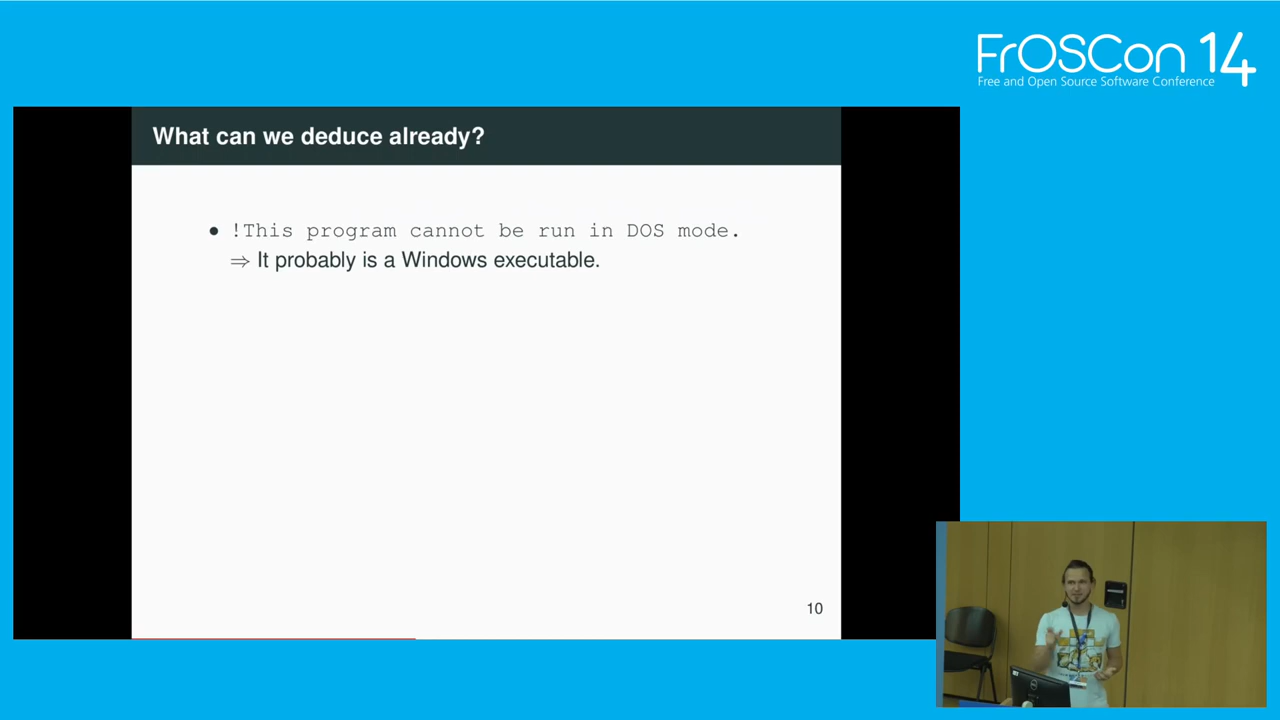 FrOSCon 14
Free and Open Source Software Conference
What can we deduce already?
• !This program cannot be run in DOS mode.
⇒ It probably is a Windows executable.
10